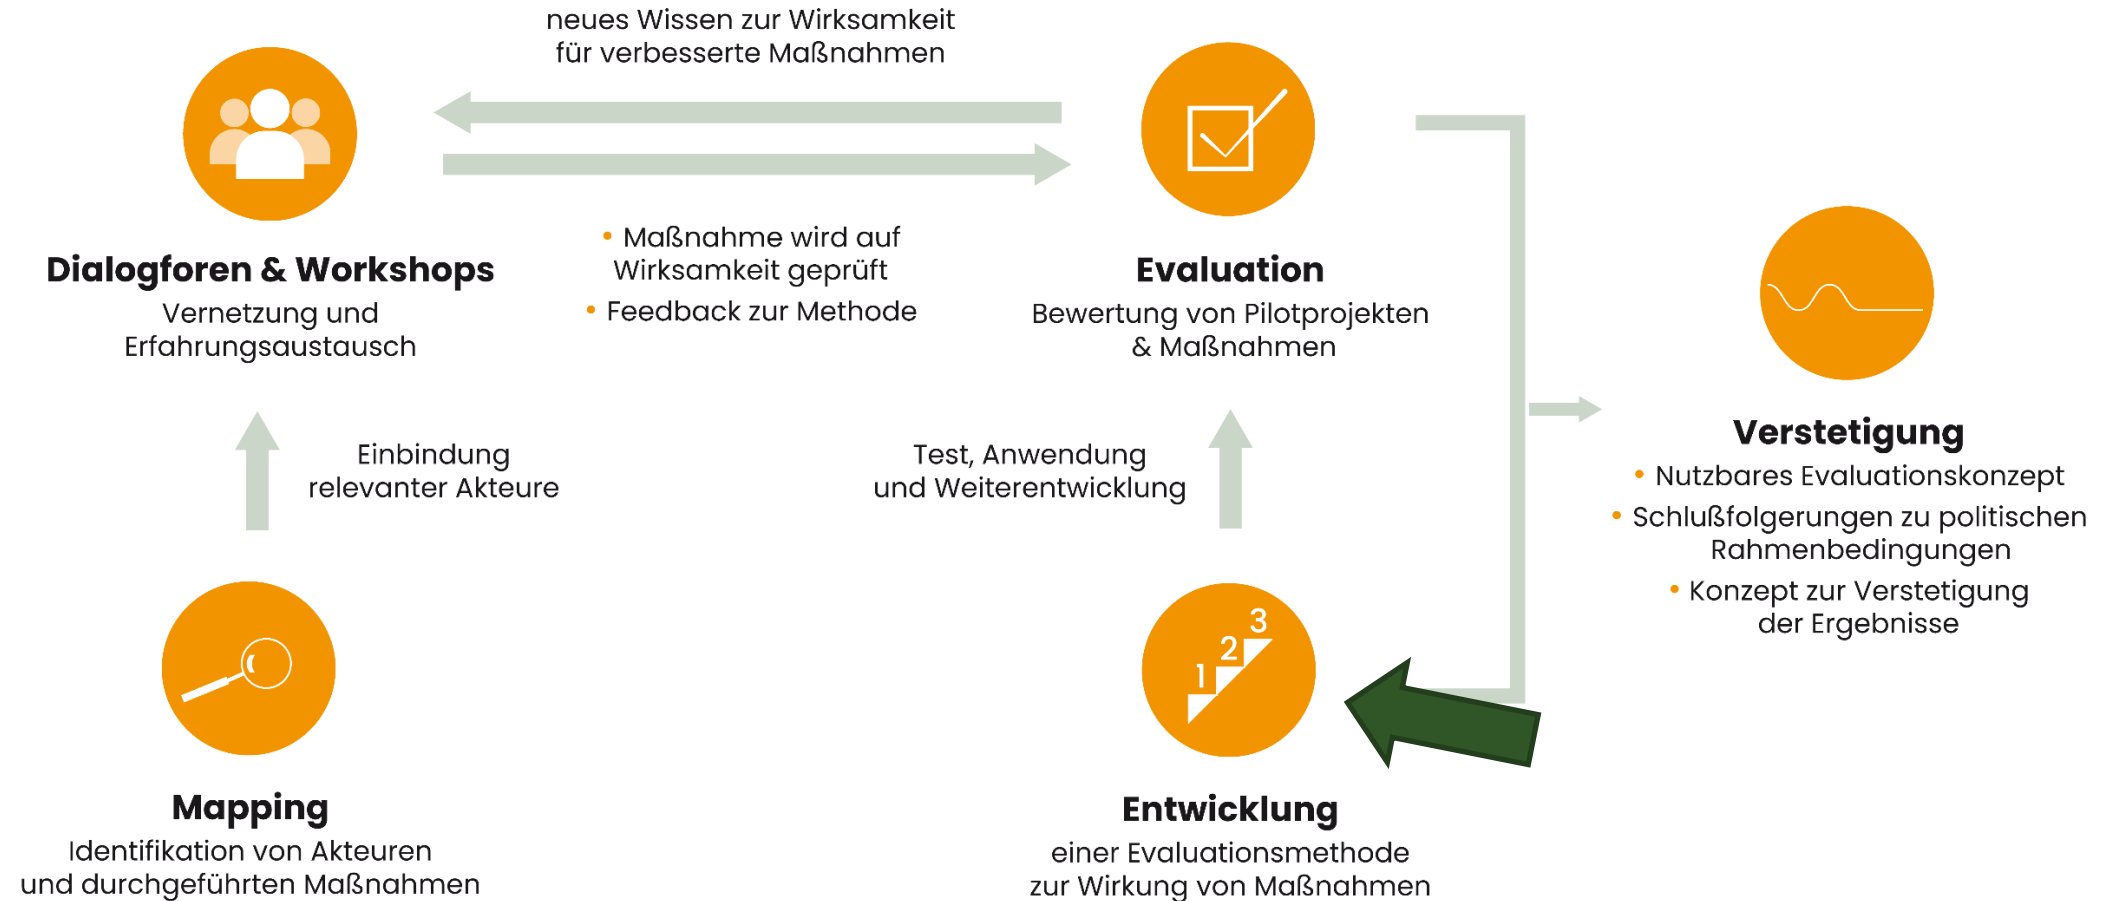 neues Wissen zur Wirksamkeit
für verbesserte Maßnahmen
Dialogforen & Workshops
Vernetzung und
Erfahrungsaustausch
• Maßnahme wird auf
Wirksamkeit geprüft
• Feedback zur Methode
Evaluation
Bewertung von Pilotprojekten
& Maßnahmen
Einbindung
relevanter Akteure
Test, Anwendung
und Weiterentwicklung
Verstetigung
• Nutzbares Evaluationskonzept
• Schlußfolgerungen zu politischen
Rahmenbedingungen
• Konzept zur Verstetigung
der Ergebnisse
Mapping
Identifikation von Akteuren
und durchgeführten Maßnahmen
1
2
3
Entwicklung
einer Evaluationsmethode
zur Wirkung von Maßnahmen